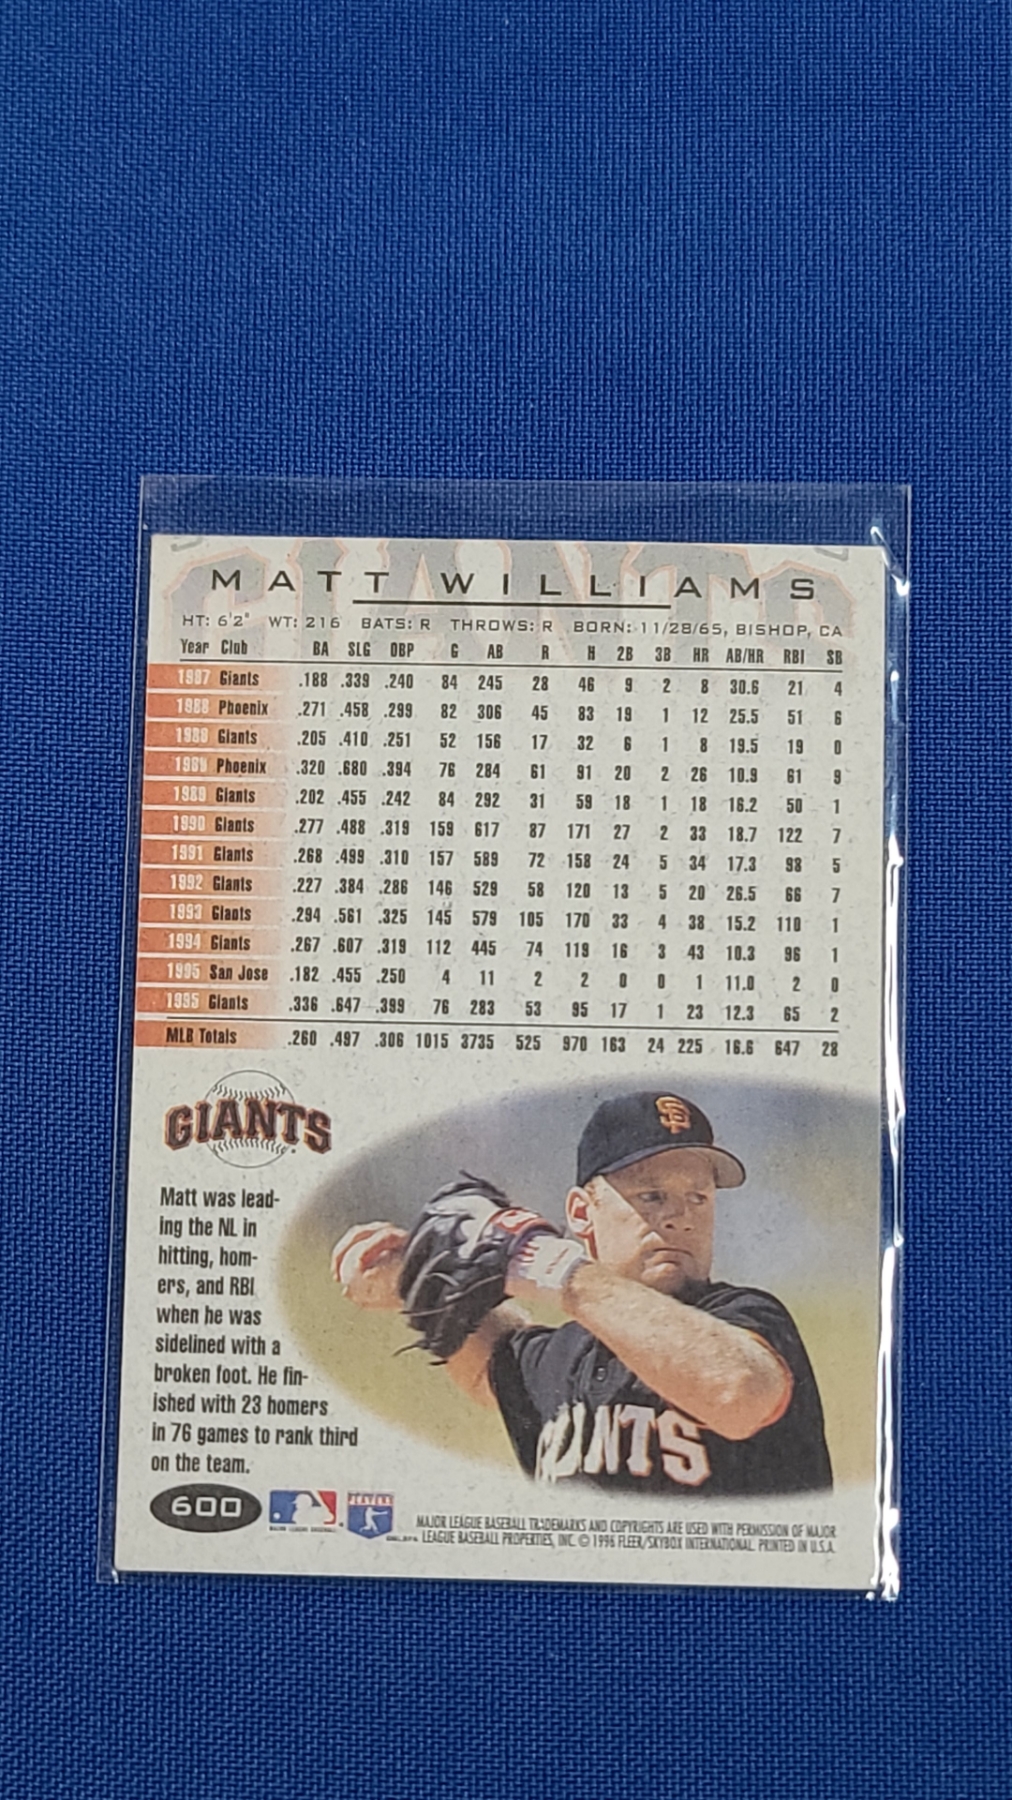 GIANTS
MATT WILLIAMS
HT: 6'2" WT: 216 BATS: R THROWS: R BORN: 11/28/65, BISHOP, CA
Year Club BA SLG OBP G AB R H 2B 3B HR AB/HR RBI SB
1987 Giants .188 .339 .240 84 245 28 46 9 2 8 30.6 21 4
1988 Phoenix .271 .458 .299 82 306 45 83 19 1 12 25.5 51 6
1988 Giants .205 .410 .251 52 156 17 32 6 1 8 19.5 19 0
1989 Phoenix .320 .680 .394 76 284 61 91 20 2 26 10.9 61 9
1989 Giants .202 .455 .242 84 292 31 59 18 1 18 16.2 50 1
1990 Giants .277 .488 .319 159 617 87 171 27 2 33 18.7 122 7
1991 Giants .268 .499 .310 157 589 72 158 24 5 34 17.3 98 5
1992 Giants .227 .384 .286 146 529 58 120 13 5 20 26.5 66 7
1993 Giants .294 .561 .325 145 579 105 170 33 4 38 15.2 110 1
1994 Giants .267 .607 .319 112 445 74 119 16 3 43 10.3 96 1
1995 San Jose .182 .455 .250 4 11 2 2 0 0 1 11.0 2 0
1995 Giants .336 .647 .399 76 283 53 95 17 1 23 12.3 65 2
MLB Totals .260 .497 .306 1015 3735 525 970 163 24 225 16.6 647 28
GIANTS
SF
Matt was lead-
ing the NL in
hitting, hom-
ers, and RBI
when he was
sidelined with a
broken foot. He fin-
ished with 23 homers
in 76 games to rank third
on the team.
GIANTS
600
PLAYERS
MAJOR LEAGUE BASEBALL TRADEMARKS AND COPYRIGHTS ARE USED WITH PERMISSION OF MAJOR
LEAGUE BASEBALL PROPERTIES, INC. © 1996 FLEER/SKYBOX INTERNATIONAL. PRINTED IN U.S.A.